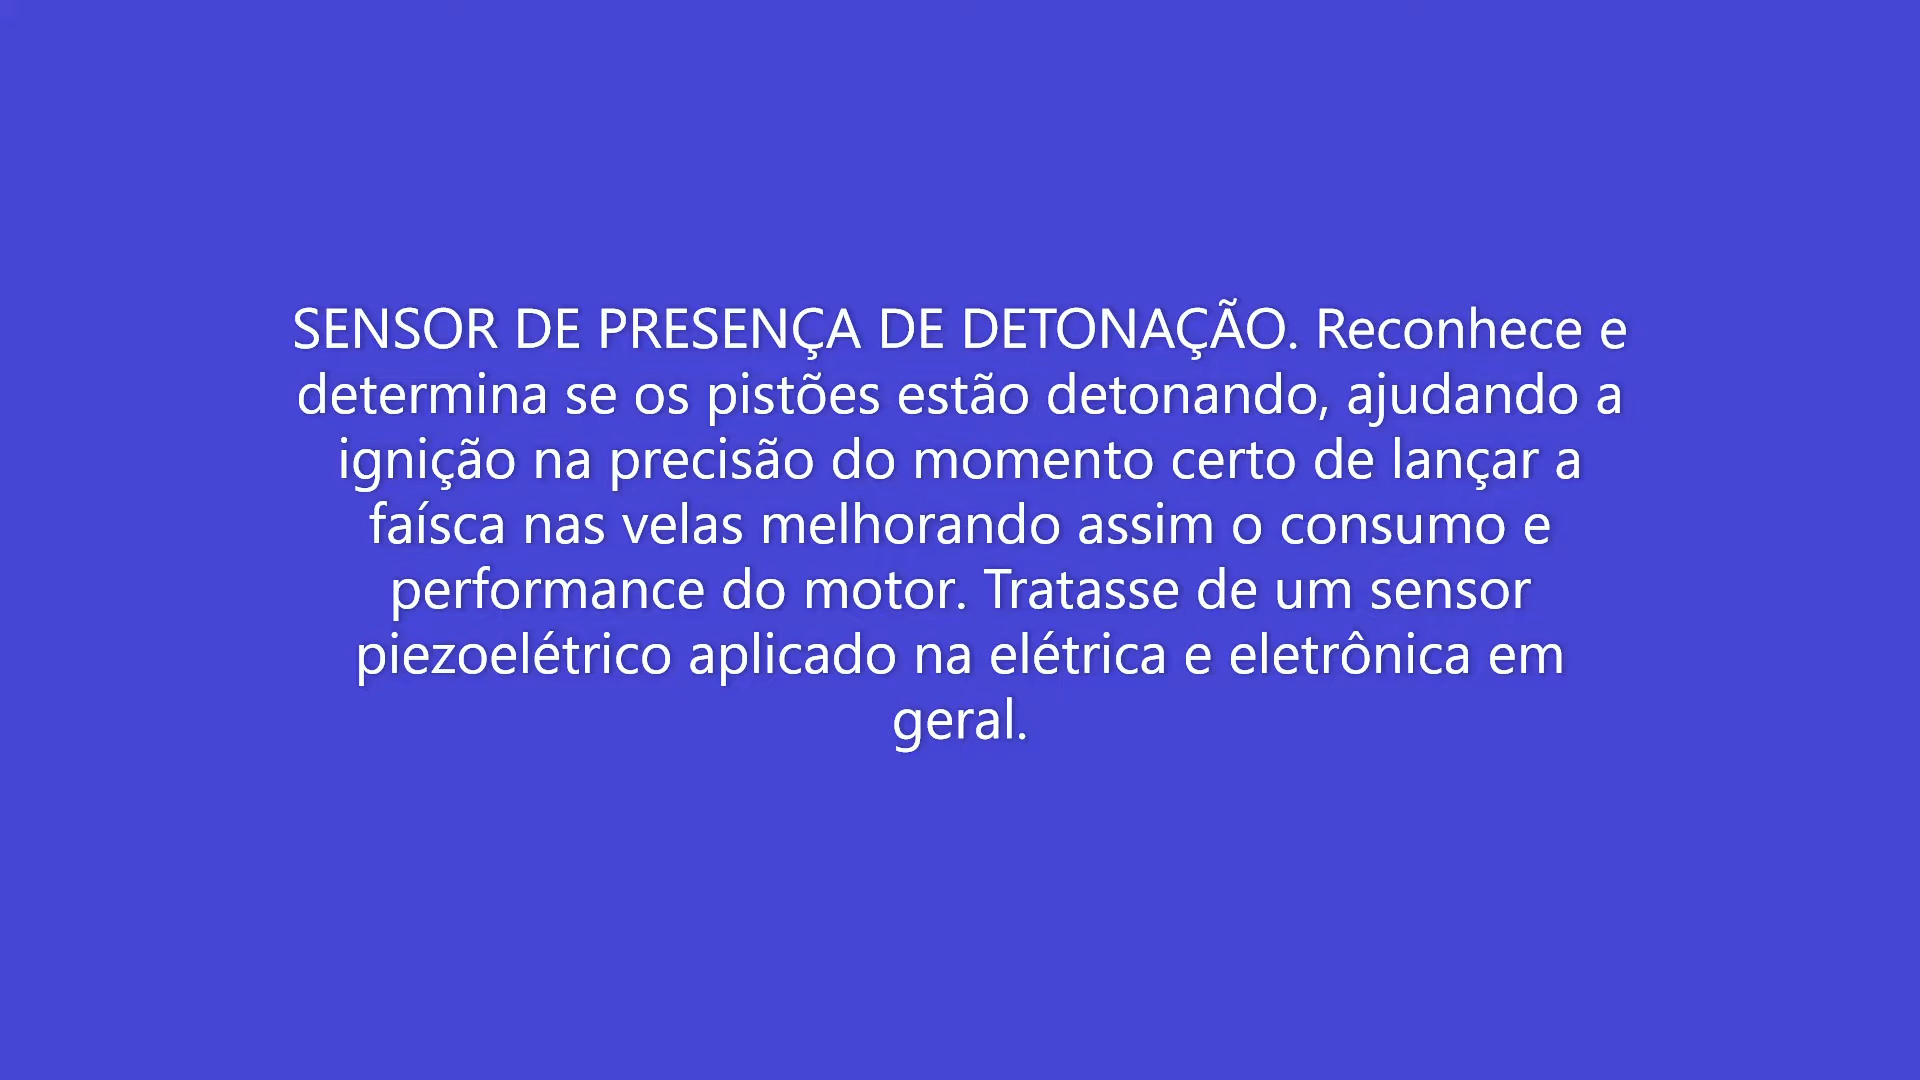 SENSOR DE PRESENÇA DE DETONAÇÃO. Reconhece e
determina se os pistões estão detonando, ajudando a
ignição na precisão do momento certo de lançar a
faísca nas velas melhorando assim o consumo e
performance do motor. Tratasse de um sensor
piezoelétrico aplicado na elétrica e eletrônica em
geral.